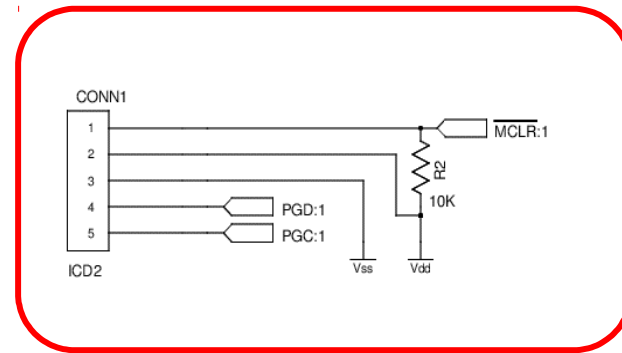 CONN1
1
2
3
4
5
ICD2
MCLR:1
R2
10K
PGD:1
PGC:1
Vss
Vdd